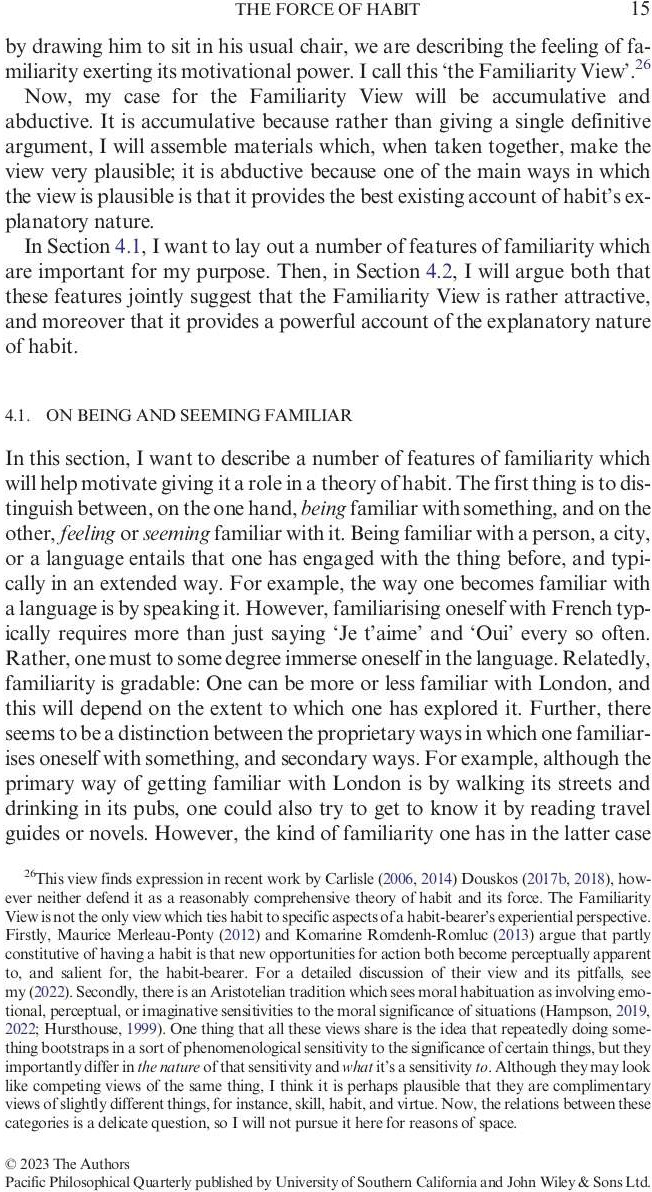 THE FORCE OF HABIT 15
by drawing him to sit in his usual chair, we are describing the feeling of fa-
miliarity exerting its motivational power. I call this ‘the Familiarity View’.26
Now, my case for the Familiarity View will be accumulative and
abductive. It is accumulative because rather than giving a single definitive
argument, I will assemble materials which, when taken together, make the
view very plausible; it is abductive because one of the main ways in which
the view is plausible is that it provides the best existing account of habit's ex-
planatory nature.
In Section 4.1, I want to lay out a number of features of familiarity which
are important for my purpose. Then, in Section 4.2, I will argue both that
these features jointly suggest that the Familiarity View is rather attractive,
and moreover that it provides a powerful account of the explanatory nature
of habit.
4.1. ON BEING AND SEEMING FAMILIAR
In this section, I want to describe a number of features of familiarity which
will help motivate giving it a role in a theory of habit. The first thing is to dis-
tinguish between, on the one hand, being familiar with something, and on the
other, feeling or seeming familiar with it. Being familiar with a person, a city,
or a language entails that one has engaged with the thing before, and typi-
cally in an extended way. For example, the way one becomes familiar with
a language is by speaking it. However, familiarising oneself with French typ-
ically requires more than just saying ‘Je t'aime’ and ‘Oui’ every so often.
Rather, one must to some degree immerse oneself in the language. Relatedly,
familiarity is gradable: One can be more or less familiar with London, and
this will depend on the extent to which one has explored it. Further, there
seems to be a distinction between the proprietary ways in which one familiar-
ises oneself with something, and secondary ways. For example, although the
primary way of getting familiar with London is by walking its streets and
drinking in its pubs, one could also try to get to know it by reading travel
guides or novels. However, the kind of familiarity one has in the latter case
26This view finds expression in recent work by Carlisle (2006, 2014) Douskos (2017b, 2018), how-
ever neither defend it as a reasonably comprehensive theory of habit and its force. The Familiarity
View is not the only view which ties habit to specific aspects of a habit-bearer's experiential perspective.
Firstly, Maurice Merleau-Ponty (2012) and Komarine Romdenh-Romluc (2013) argue that partly
constitutive of having a habit is that new opportunities for action both become perceptually apparent
to, and salient for, the habit-bearer. For a detailed discussion of their view and its pitfalls, see
my (2022). Secondly, there is an Aristotelian tradition which sees moral habituation as involving emo-
tional, perceptual, or imaginative sensitivities to the moral significance of situations (Hampson, 2019,
2022; Hursthouse, 1999). One thing that all these views share is the idea that repeatedly doing some-
thing bootstraps in a sort of phenomenological sensitivity to the significance of certain things, but they
importantly differ in the nature of that sensitivity and what it's a sensitivity to. Although they may look
like competing views of the same thing, I think it is perhaps plausible that they are complimentary
views of slightly different things, for instance, skill, habit, and virtue. Now, the relations between these
categories is a delicate question, so I will not pursue it here for reasons of space.
© 2023 The Authors
Pacific Philosophical Quarterly published by University of Southern California and John Wiley & Sons Ltd.